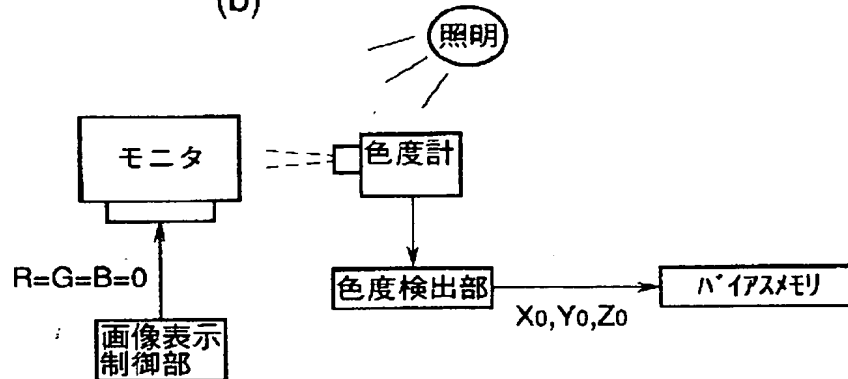 (b)
照明
モニタ
色度計
R=G=B=0
色度検出部
X0,Y0,Z0
バイアスメモリ
画像表示
制御部